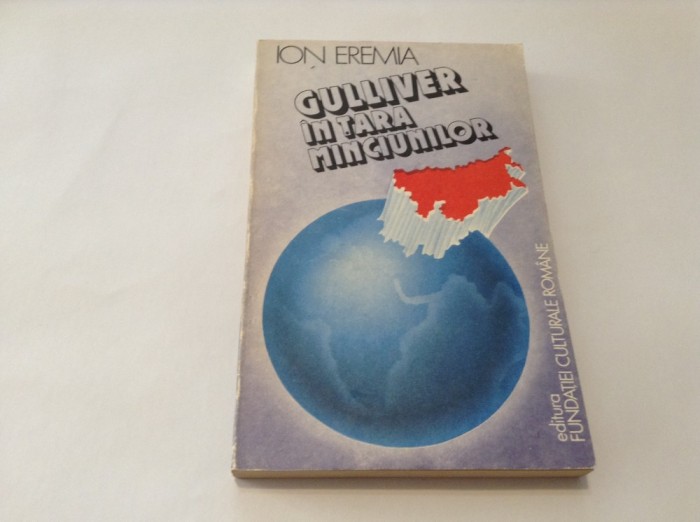 ION EREMIA
GULLIVER
ÎN ȚARA
MINCIUNILOR
editura
FUNDAȚIEI CULTURALE ROMÂNE